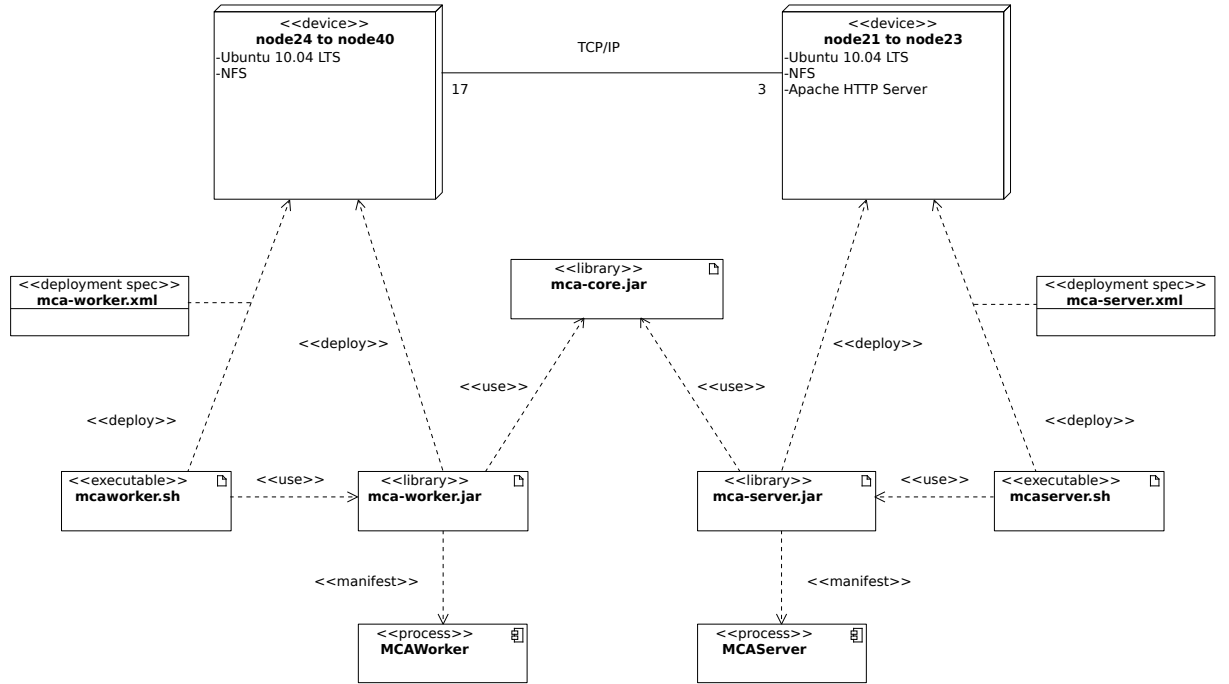 <<device>>
node24 to node40
-Ubuntu 10.04 LTS
-NFS
TCP/IP
17
3
<<device>>
node21 to node23
-Ubuntu 10.04 LTS
-NFS
-Apache HTTP Server
<<deployment spec>>
mca-worker.xml
<<library>>
mca-core.jar
<<deployment spec>>
mca-server.xml
<<deploy>>
<<deploy>>
<<use>>
<<use>>
<<deploy>>
<<deploy>>
<<executable>>
mcaworker.sh
<<use>>
<<library>>
mca-worker.jar
<<library>>
mca-server.jar
<<use>>
<<executable>>
mcaserver.sh
<<manifest>>
<<manifest>>
<<process>>
MCAWorker
<<process>>
MCAServer